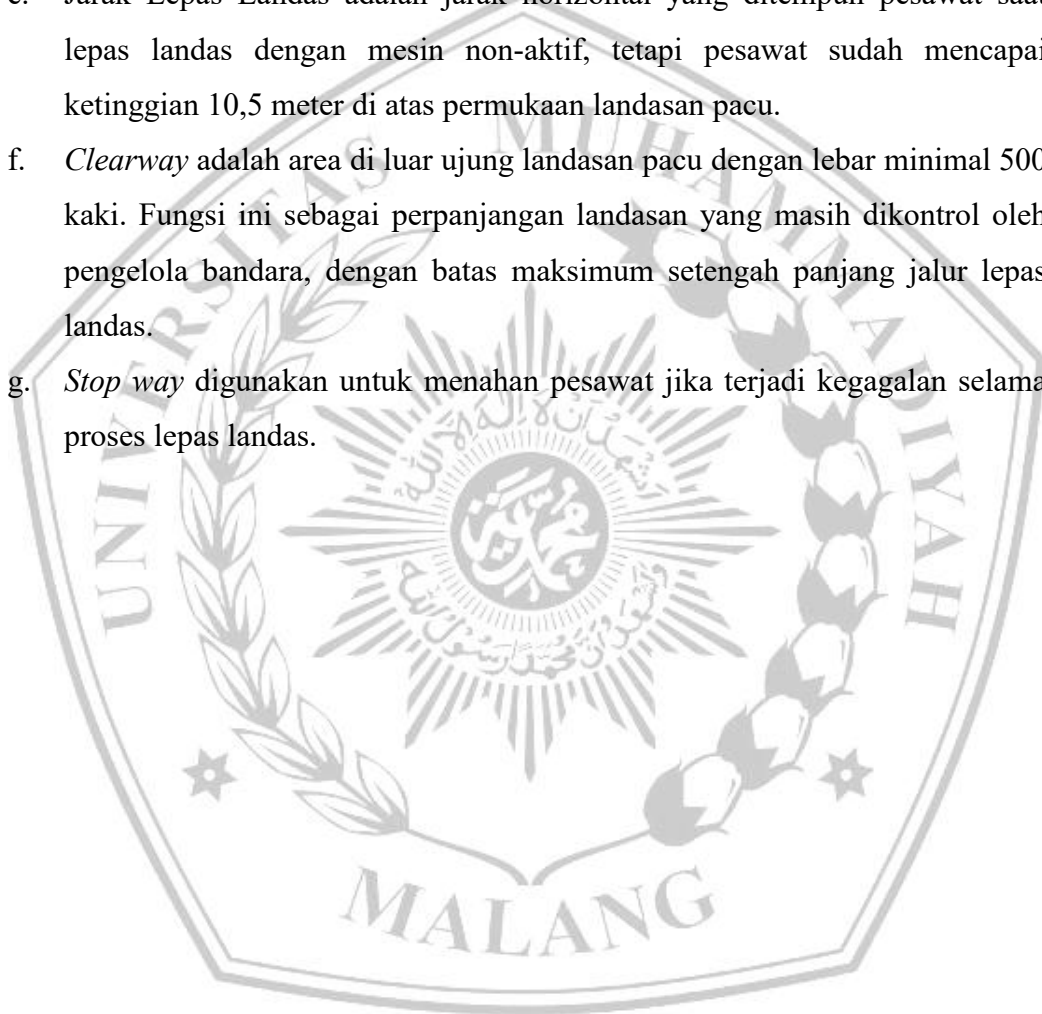 e. Jarak Lepas Landas adalah jarak horizontal yang ditempuh pesawat saat
lepas landas dengan mesin non-aktif, tetapi pesawat sudah mencapai
ketinggian 10,5 meter di atas permukaan landasan pacu.
f. Clearway adalah area di luar ujung landasan pacu dengan lebar minimal 500
kaki. Fungsi ini sebagai perpanjangan landasan yang masih dikontrol oleh
pengelola bandara, dengan batas maksimum setengah panjang jalur lepas
landas.
g. Stop way digunakan untuk menahan pesawat jika terjadi kegagalan selama
proses lepas landas.
UNIVERSITAS MUHAMMADIYAH
MALANG